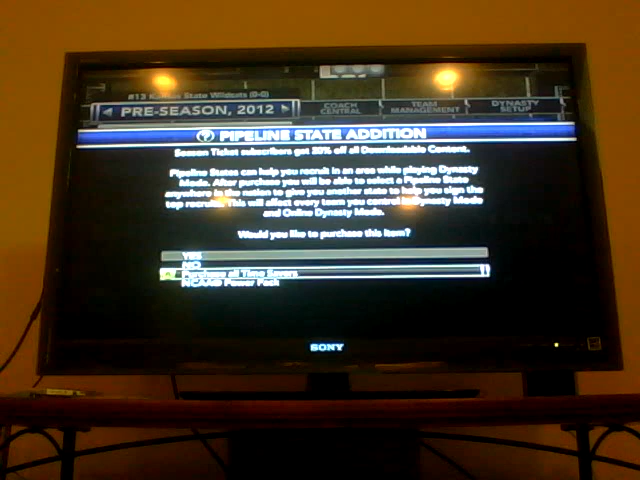 #13 Kansas State Wildcats (0-0)
PRE-SEASON, 2012
COACH CENTRAL
TEAM MANAGEMENT
DYNASTY SETUP
PIPELINE STATE ADDITION
Season Ticket subscribers get 20% off all Downloadable Content.
Pipeline States can help you recruit in an area while playing Dynasty
Mode. After purchase you will be able to select a Pipeline State
anywhere in the nation to give you another state to help you sign the
top recruits. This will affect every team you control in Dynasty Mode
and Online Dynasty Mode.
Would you like to purchase this item?
YES
NO
Purchase all Time Savers
NCAA® Power Pack
SONY